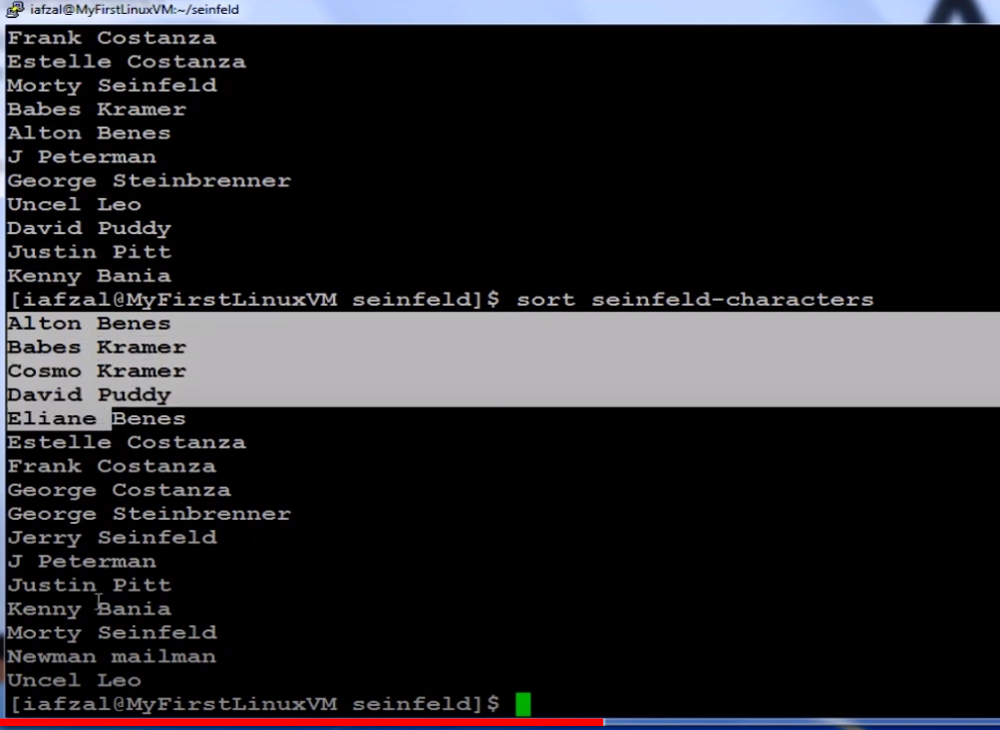 iafzal@MyFirstLinuxVM:~/seinfeld
Frank Costanza
Estelle Costanza
Morty Seinfeld
Babes Kramer
Alton Benes
J Peterman
George Steinbrenner
Uncel Leo
David Puddy
Justin Pitt
Kenny Bania
[iafzal@MyFirstLinuxVM seinfeld]$ sort seinfeld-characters
Alton Benes
Babes Kramer
Cosmo Kramer
David Puddy
Eliane Benes
Estelle Costanza
Frank Costanza
George Costanza
George Steinbrenner
Jerry Seinfeld
J Peterman
Justin Pitt
Kenny Bania
Morty Seinfeld
Newman mailman
Uncel Leo
[iafzal@MyFirstLinuxVM seinfeld]$